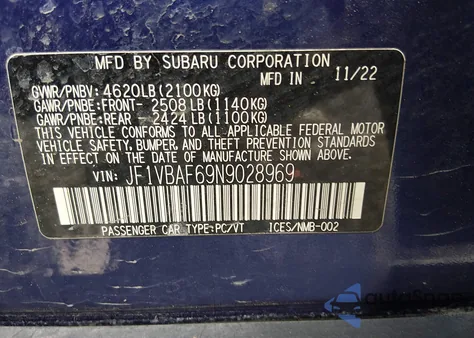 MFD BY SUBARU CORPORATION
MFD. IN 11/22
GVWR/PNBV: 4620LB(2100KG)
GAWR/PNBE:FRONT- 2508 LB(1140KG)
GAWR/PNBE:REAR - 2424 LB(1100KG)
THIS VEHICLE CONFORMS TO ALL APPLICABLE FEDERAL MOTOR
VEHICLE SAFETY, BUMPER, AND THEFT PREVENTION STANDARDS
IN EFFECT ON THE DATE OF MANUFACTURE SHOWN ABOVE.
VIN: JF1VBAF69N9028969
PASSENGER CAR TYPE:PC/VT ICES/NMB-002